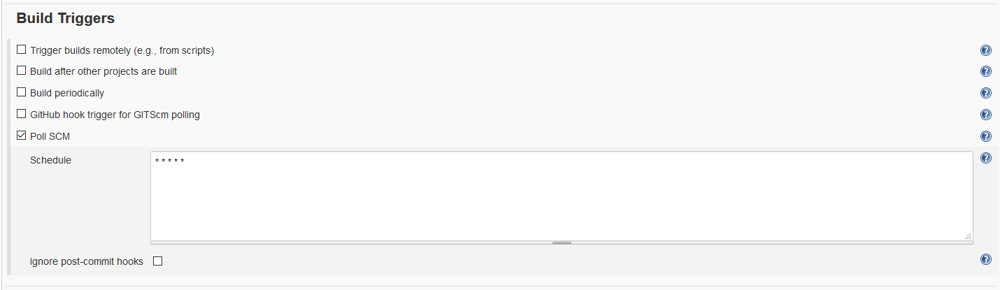 Build Triggers
Trigger builds remotely (e.g., from scripts)
Build after other projects are built
Build periodically
GitHub hook trigger for GITScm polling
Poll SCM
Schedule
* * * * *
Ignore post-commit hooks